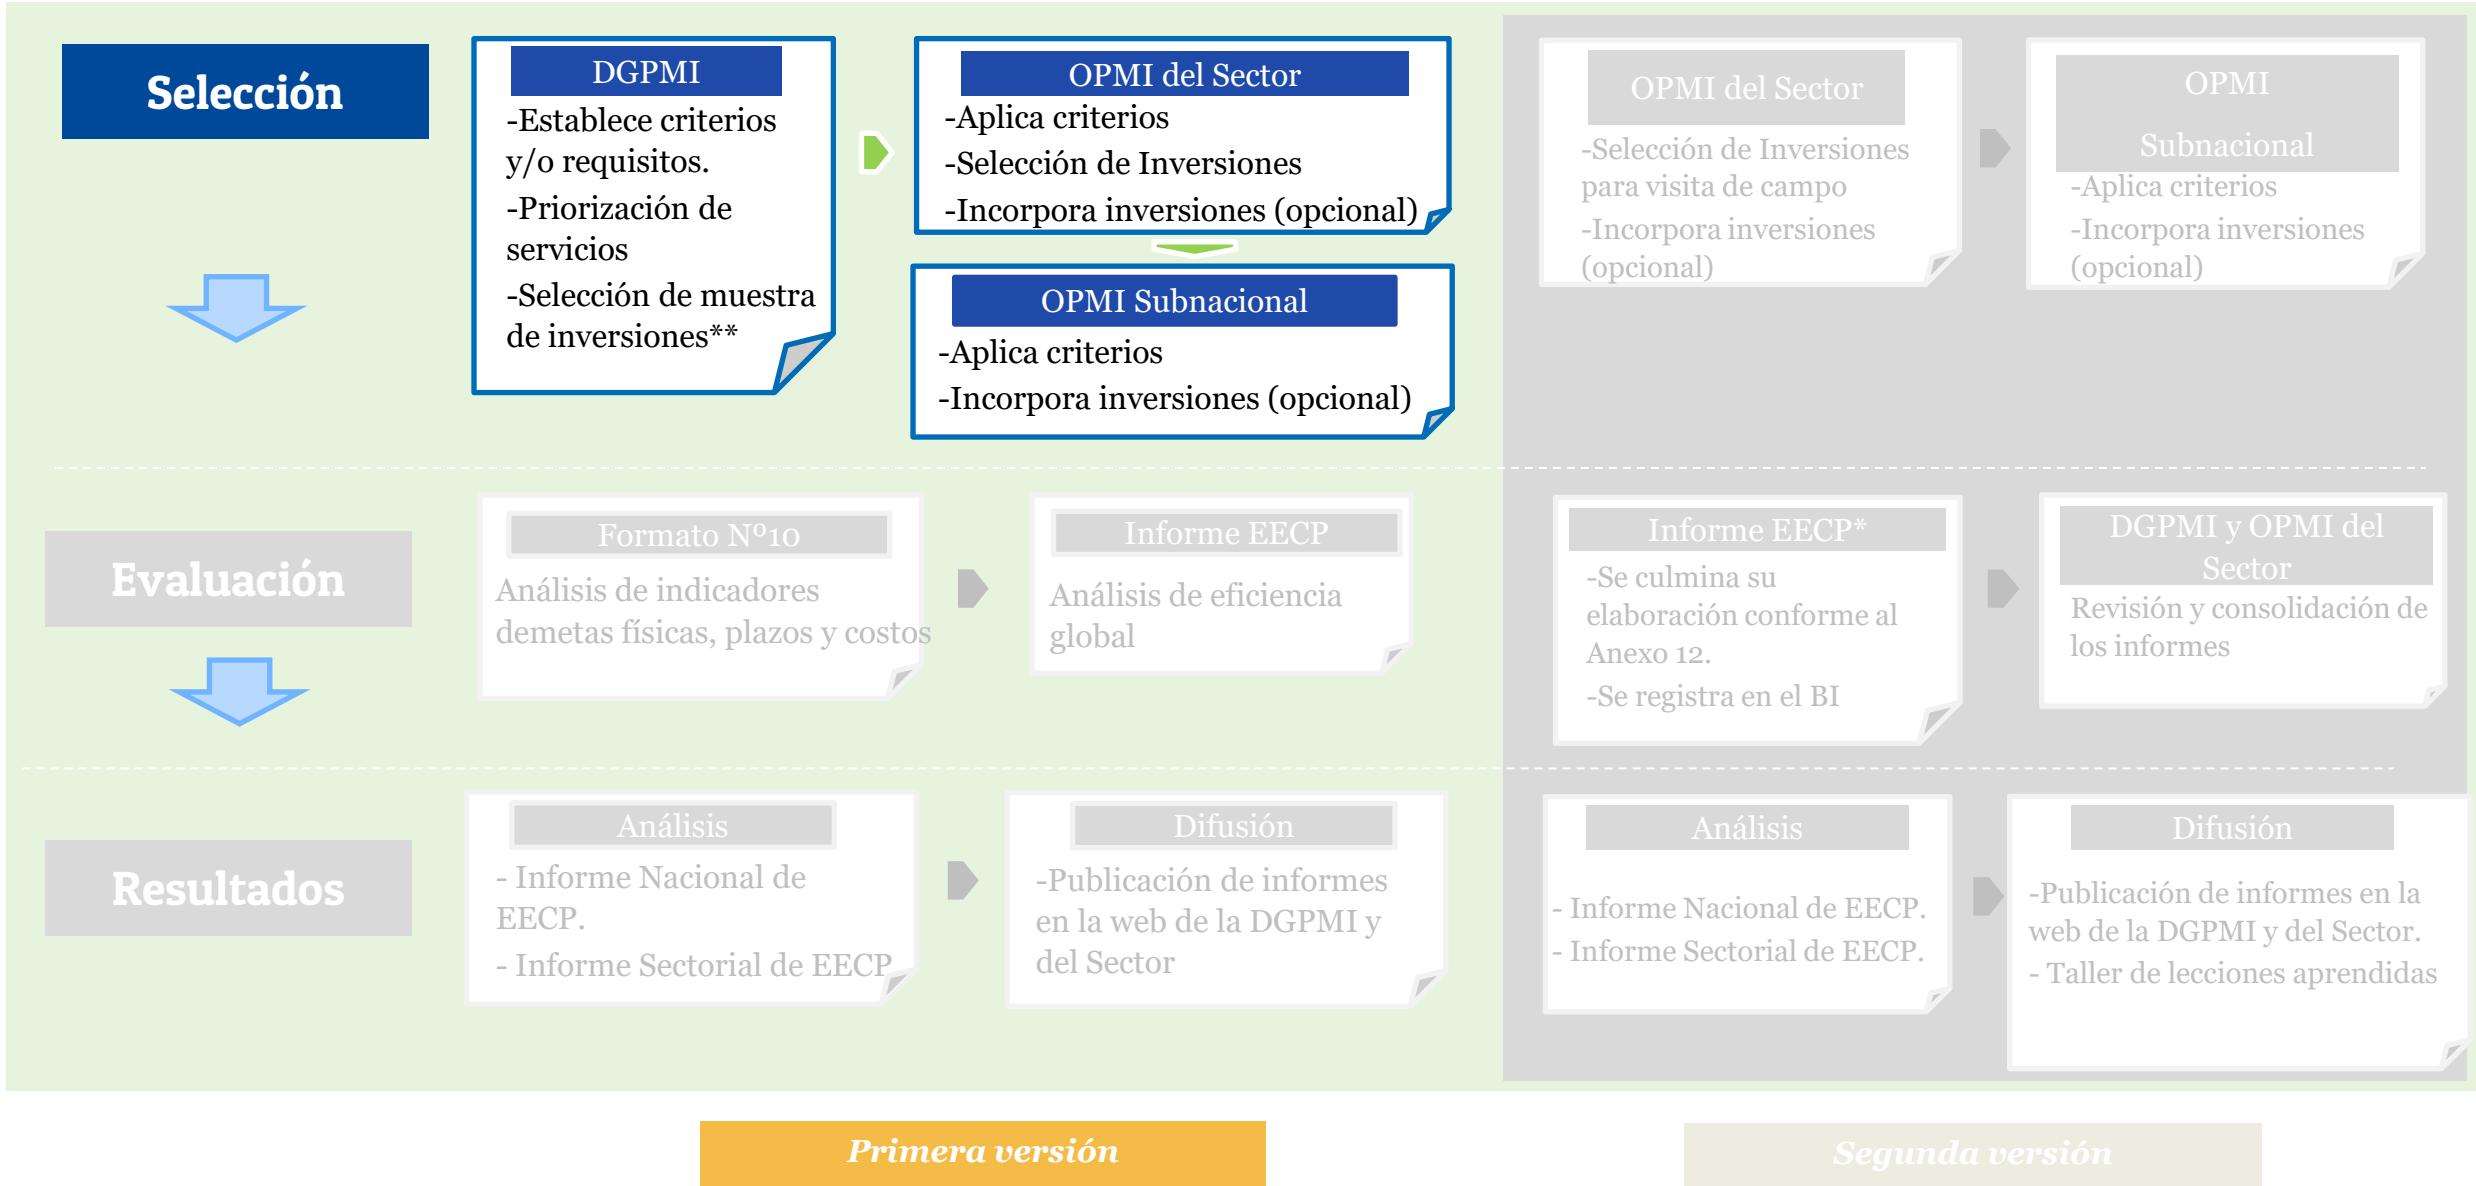 Selección
DGPMI
-Establece criterios
y/o requisitos.
-Priorización de
servicios
-Selección de muestra
de inversiones**
OPMI del Sector
-Aplica criterios
-Selección de Inversiones
-Incorpora inversiones (opcional)
OPMI Subnacional
-Aplica criterios
-Incorpora inversiones (opcional)
OPMI del Sector
-Selección de Inversiones
para visita de campo
-Incorpora inversiones
(opcional)
OPMI
Subnacional
-Aplica criterios
-Incorpora inversiones
(opcional)
Evaluación
Formato Nº10
Análisis de indicadores
demetas físicas, plazos y costos
Informe EECP
Análisis de eficiencia
global
Informe EECP*
-Se culmina su
elaboración conforme al
Anexo 12.
-Se registra en el BI
DGPMI y OPMI del
Sector
Revisión y consolidación de
los informes
Resultados
Análisis
- Informe Nacional de
EECP.
- Informe Sectorial de EECP
Difusión
-Publicación de informes
en la web de la DGPMI y
del Sector
Análisis
- Informe Nacional de EECP.
- Informe Sectorial de EECP.
Difusión
-Publicación de informes en la
web de la DGPMI y del Sector.
- Taller de lecciones aprendidas
Primera versión
Segunda versión